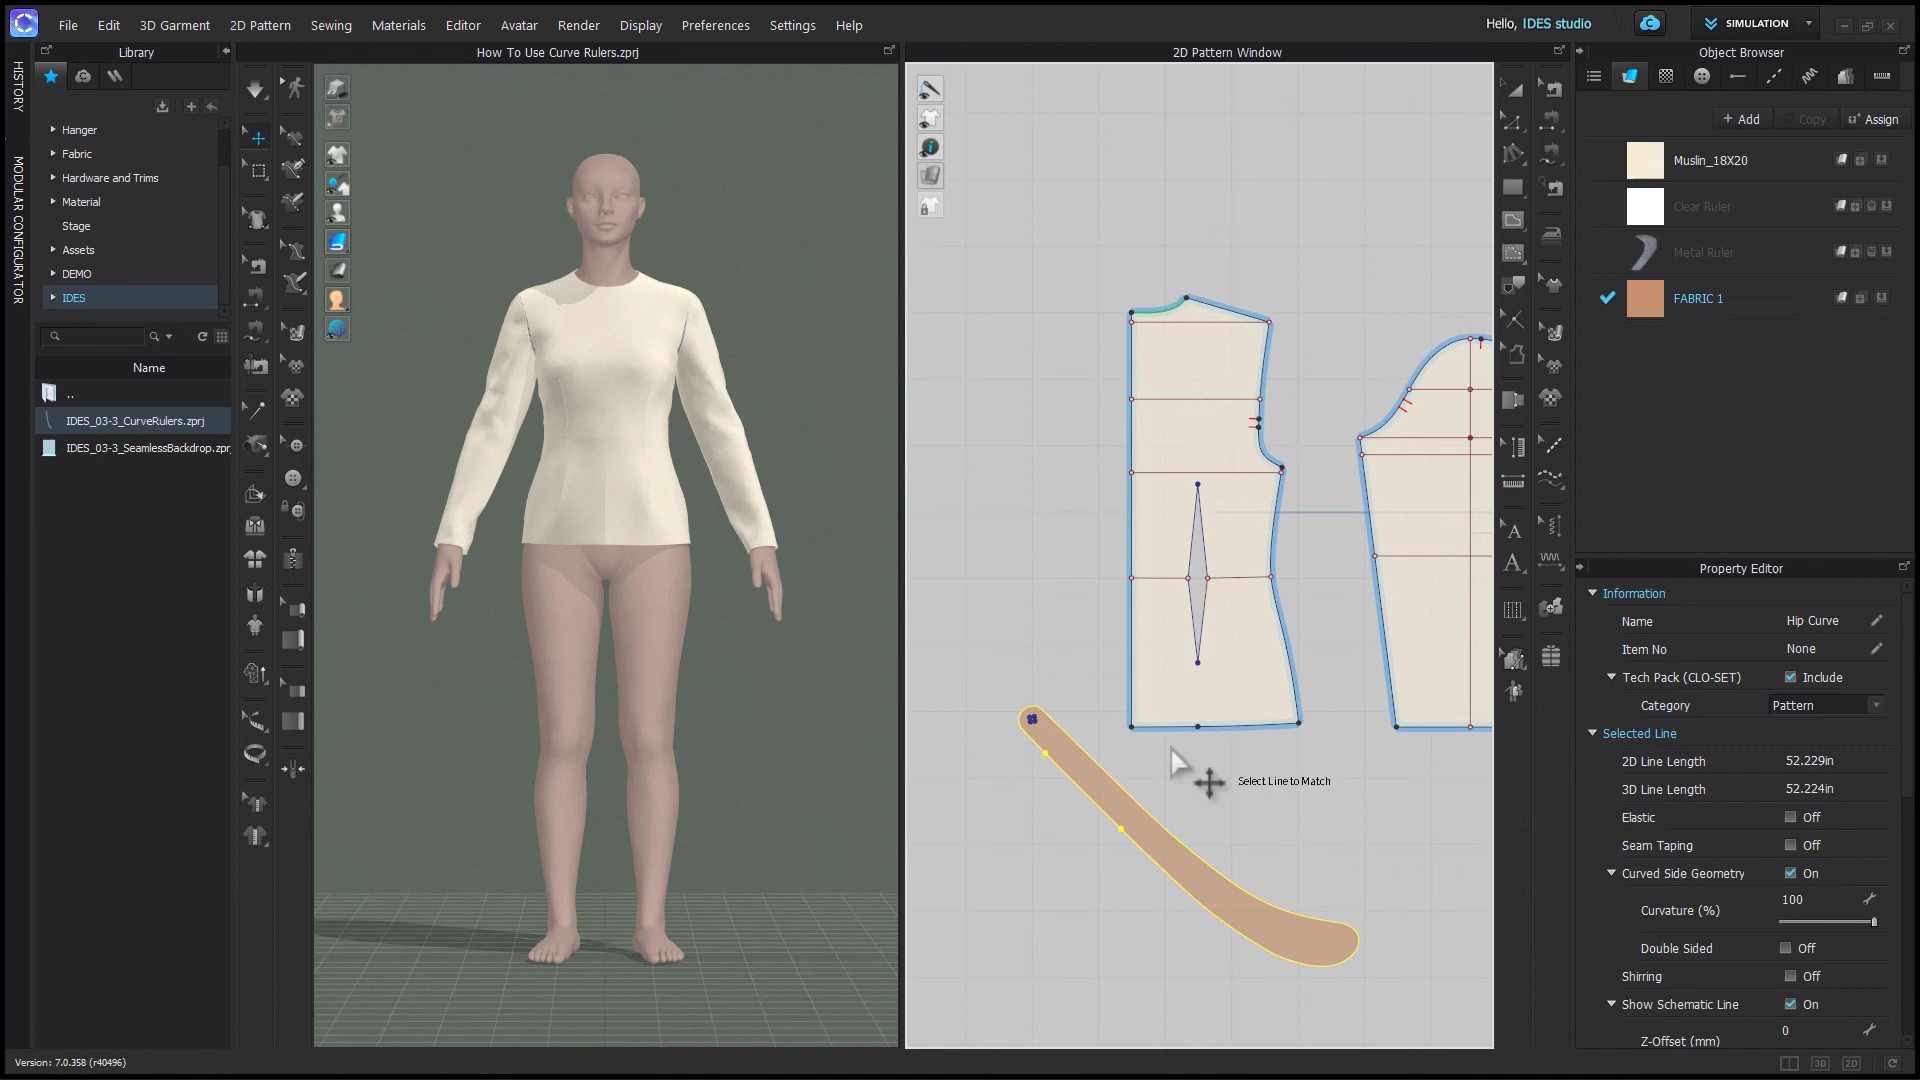 File
Edit
3D Garment
2D Pattern
Sewing
Materials
Editor
Avatar
Render
Display
Preferences
Settings
Help
Hello, IDES studio
SIMULATION
Library
How To Use Curve Rulers.zprj
2D Pattern Window
Object Browser
HISTORY
MODULAR CONFIGURATOR
Hanger
Fabric
Hardware and Trims
Material
Stage
Assets
DEMO
IDES
Name
..
IDES_03-3_CurveRulers.zprj
IDES_03-3_SeamlessBackdrop.zpr
Select Line to Match
+ Add
Copy
Assign
Muslin_18X20
Clear Ruler
Metal Ruler
FABRIC 1
Property Editor
Information
Name Hip Curve
Item No None
Tech Pack (CLO-SET) Include
Category Pattern
Selected Line
2D Line Length 52.229in
3D Line Length 52.224in
Elastic Off
Seam Taping Off
Curved Side Geometry On
Curvature (%) 100
Double Sided Off
Shirring Off
Show Schematic Line On
Z-Offset (mm) 0
Version: 7.0.358 (r40496)
3D
2D